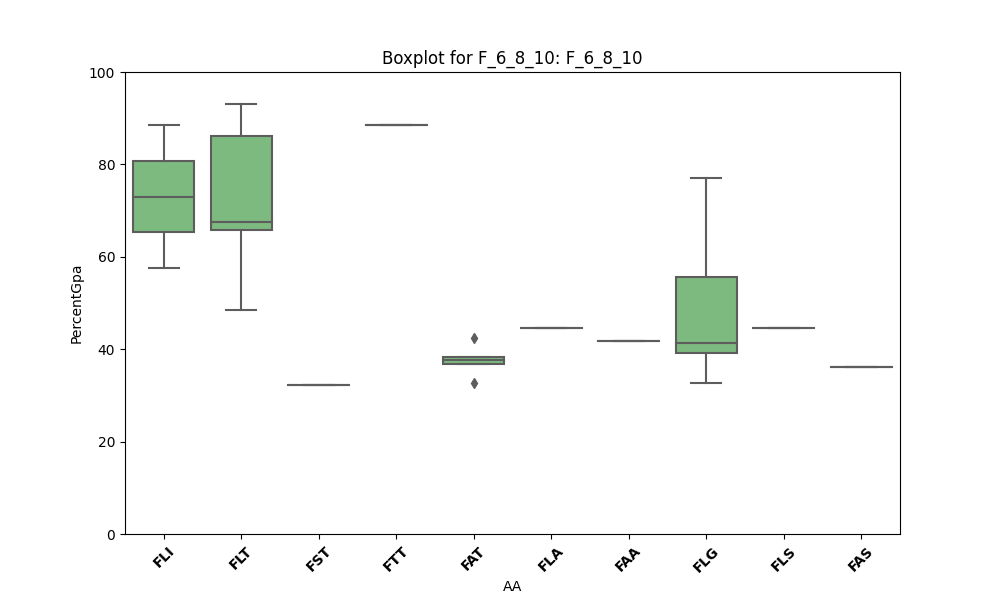 Boxplot for F_6_8_10: F_6_8_10
100
80
60
40
20
0
PercentGpa
FLI
FLT
FST
FTT
FAT
FLA
FAA
FLG
FLS
FAS
AA